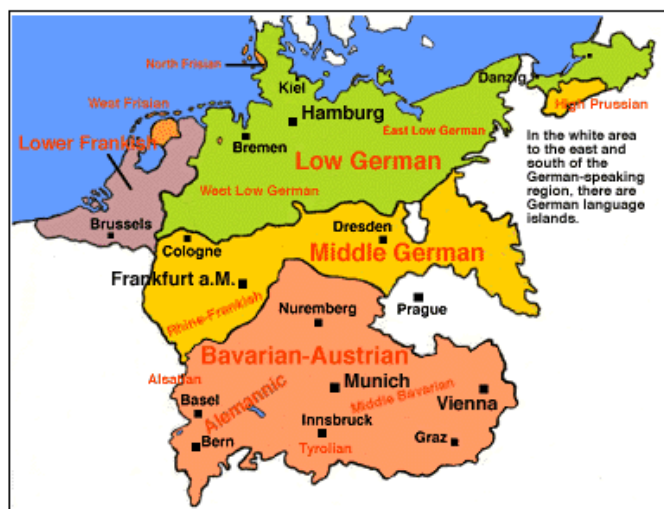 North Frisian
Kiel
Danzig
West Frisian
Hamburg
High Prussian
Lower Frankish
Bremen
East Low German
In the white area
to the east and
south of the
German-speaking
region, there are
German language
islands.
Low German
West Low German
Brussels
Cologne
Dresden
Middle German
Frankfurt a.M.
Rhine-Frankish
Nuremberg
Prague
Bavarian-Austrian
Alsatian
Alemannic
Munich
Middle Bavarian
Basel
Vienna
Innsbruck
Bern
Tyrolian
Graz